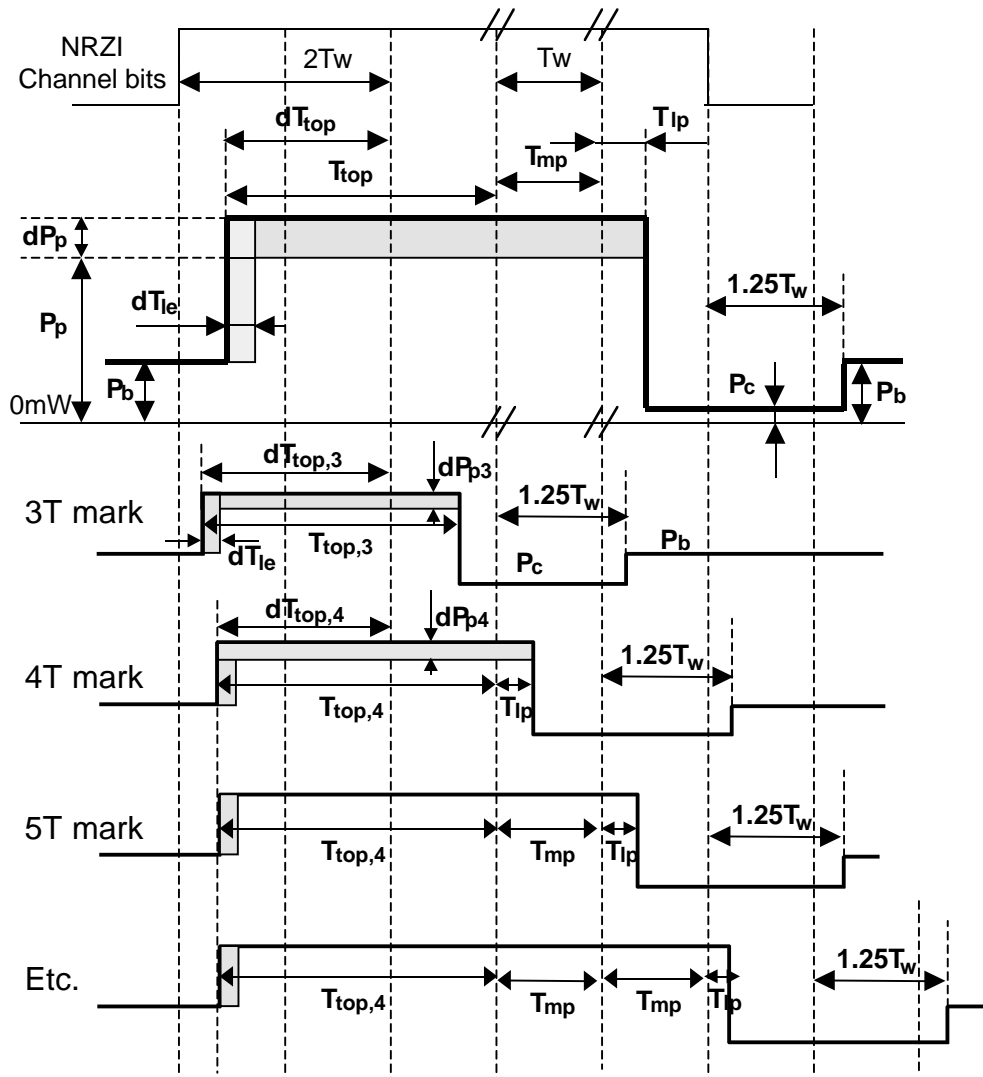 NRZI
Channel bits
2Tw
Tw
dTtop
Tlp
Ttop
Tmp
dPp
dTle
1.25Tw
Pp
Pb
Pc
Pb
0mW
dTtop,3
dPp3
1.25Tw
3T mark
Ttop,3
Pb
dTle
Pc
dTtop,4
dPp4
1.25Tw
4T mark
Ttop,4
Tlp
5T mark
1.25Tw
Ttop,4
Tmp
Tlp
Etc.
1.25Tw
Ttop,4
Tmp
Tmp
Tlp